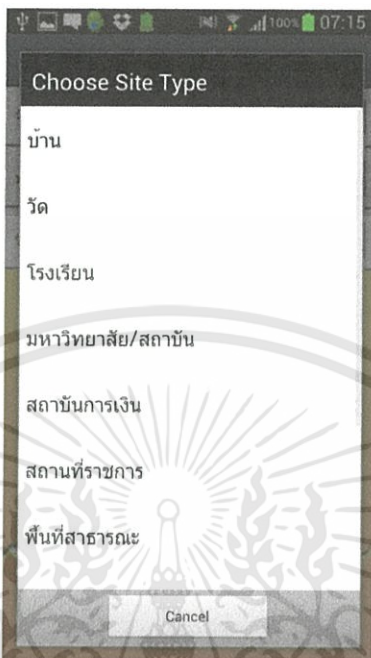 100% 07:15
Choose Site Type
บ้าน
วัด
โรงเรียน
มหาวิทยาสัย/สถาบัน
สถาบันการเงิน
สถานที่ราชการ
พื้นที่สาธารณะ
Cancel